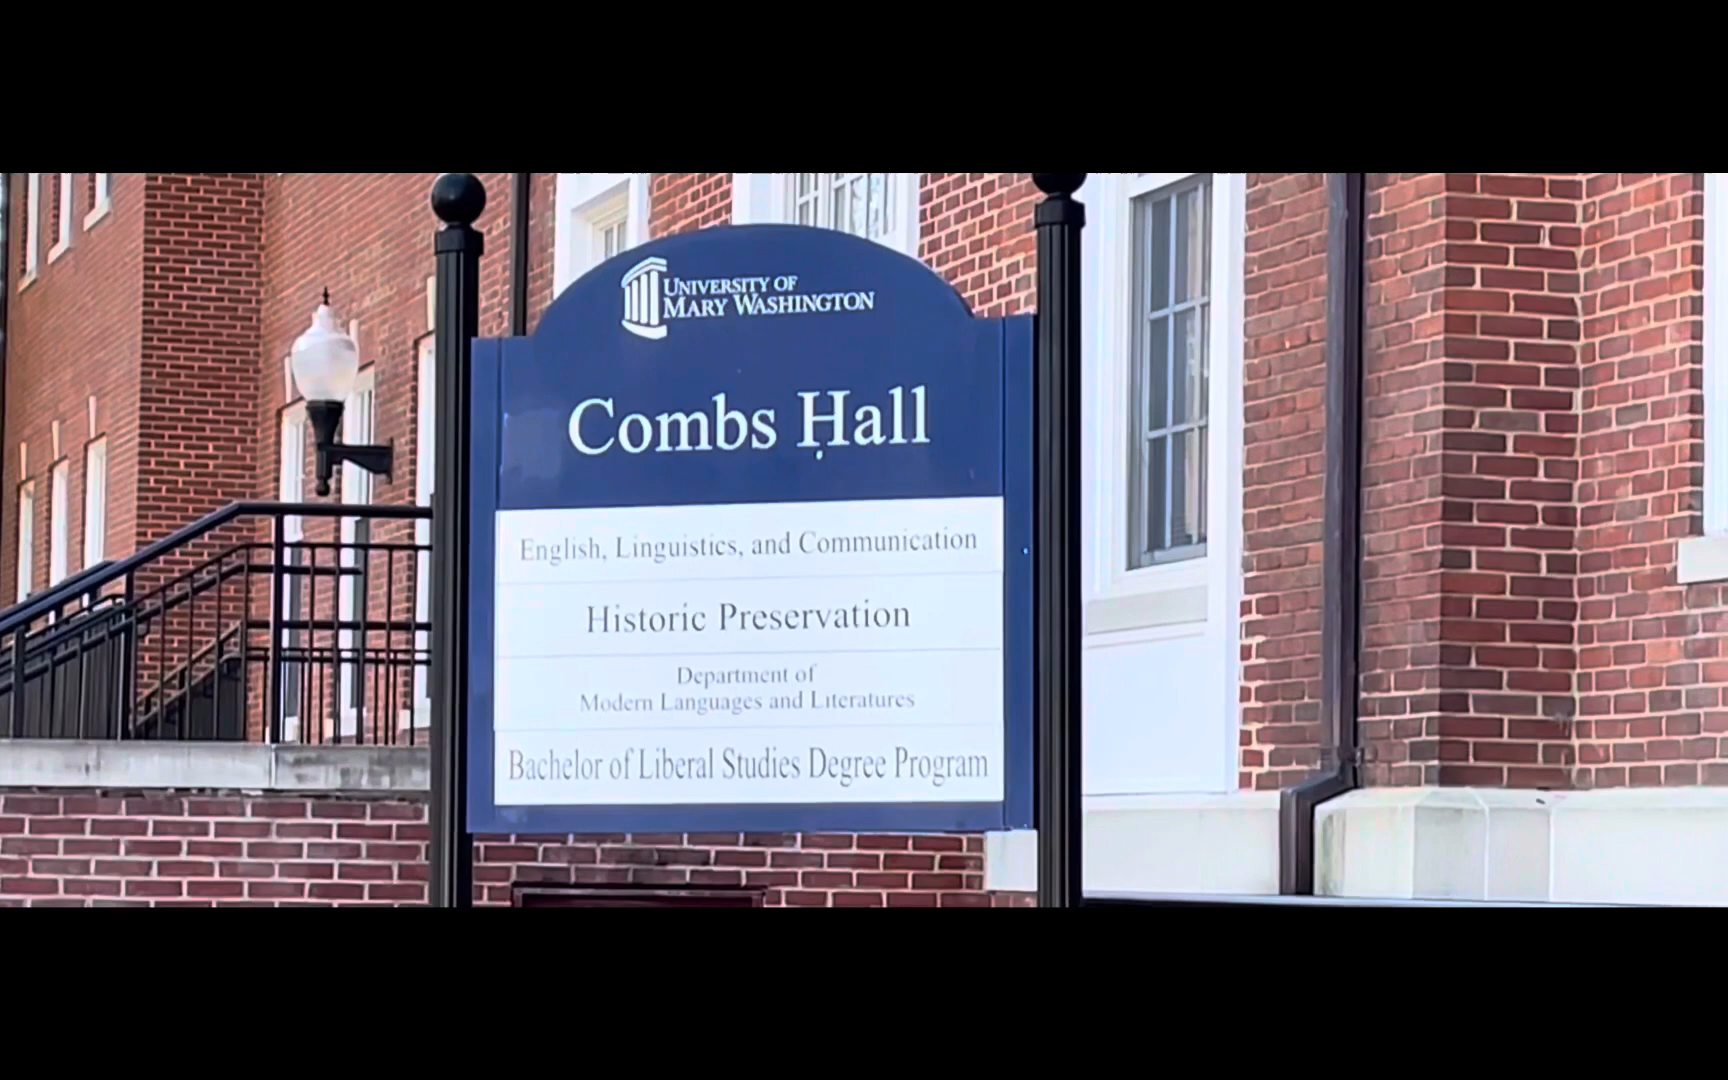 UNIVERSITY OF
MARY WASHINGTON
Combs Hall
English, Linguistics, and Communication
Historic Preservation
Department of
Modern Languages and Literatures
Bachelor of Liberal Studies Degree Program